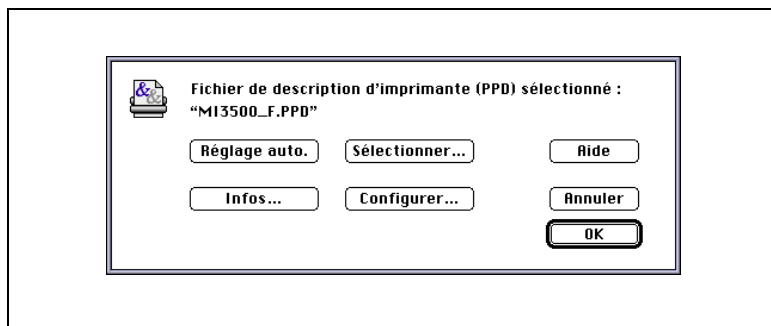 Fichier de description d'imprimante (PPD) sélectionné :
“MI3500_F.PPD”
Réglage auto. Sélectionner... Aide
Infos... Configurer... Annuler
OK